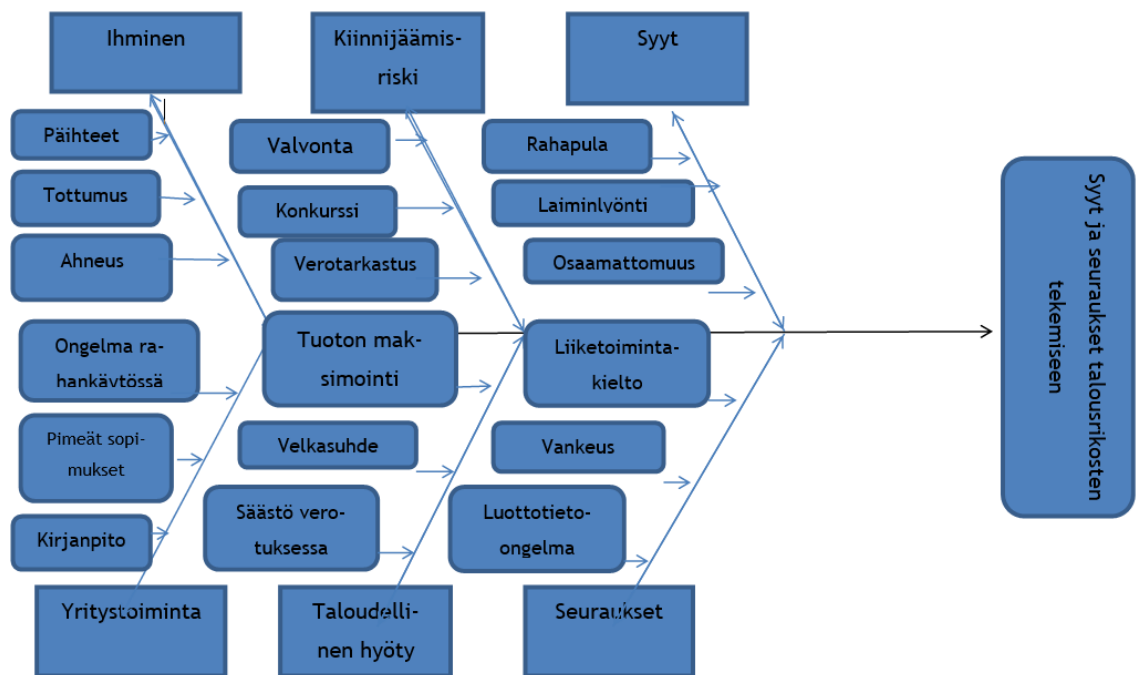 Ihminen
Kiinnijäämis-
riski
Syyt
Päihteet
Tottumus
Ahneus
Valvonta
Konkurssi
Verotarkastus
Rahapula
Laiminlyönti
Osaamattomuus
Ongelma ra-
hankäytössä
Pimeät sopi-
mukset
Kirjanpito
Tuoton mak-
simointi
Velkasuhde
Säästö vero-
tuksessa
Liiketoiminta-
kielto
Vankeus
Luottotieto-
ongelma
Yritystoiminta
Taloudelli-
nen hyöty
Seuraukset
Syyt ja seuraukset talousrikosten
tekemiseen